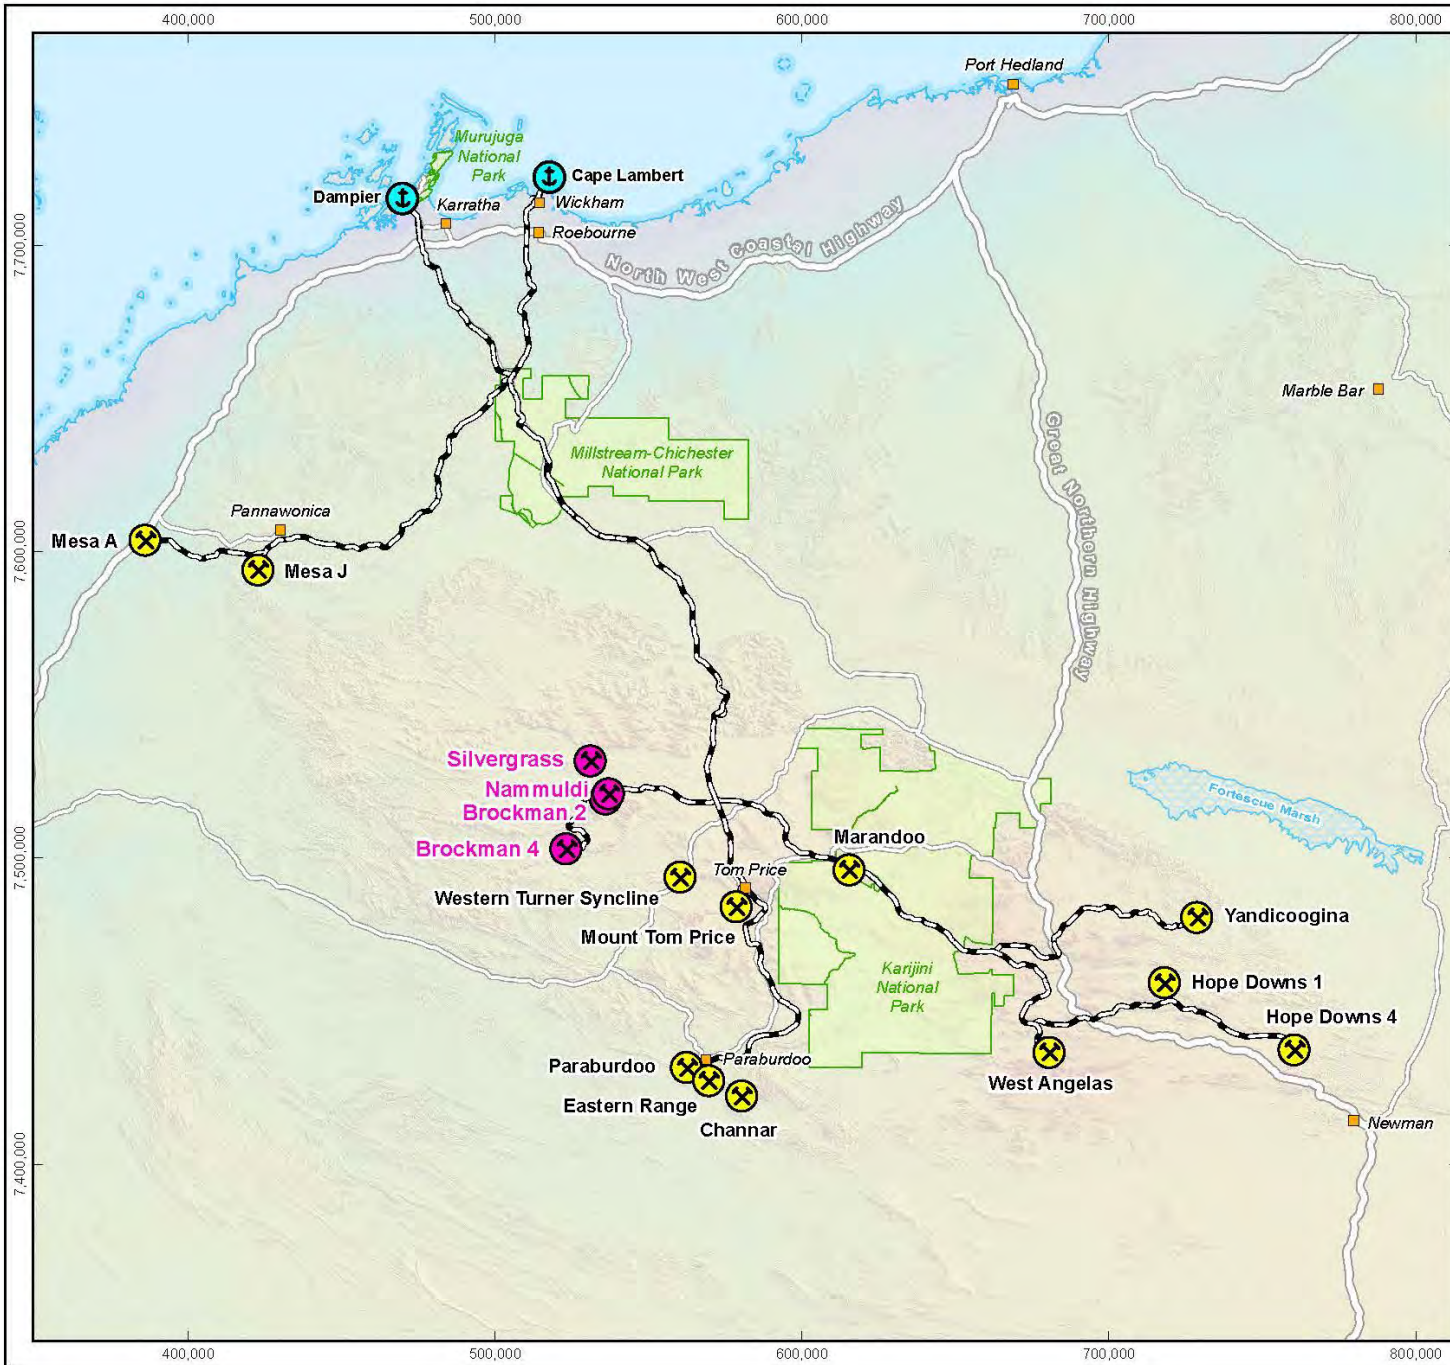 400,000
500,000
600,000
700,000
800,000
Port Hedland
Murujuga
National
Park
Cape Lambert
Dampier
Karratha
Wickham
Roebourne
North West Coastal Highway
7,700,000
Marble Bar
Great Northern Highway
Millstream-Chichester
National Park
Pannawonica
Mesa A
7,600,000
Mesa J
Silvergrass
Nammuldi
Brockman 2
Fortescue Marsh
Brockman 4
Marandoo
7,500,000
Tom Price
Western Turner Syncline
Yandicoogina
Mount Tom Price
Karijini
National
Park
Hope Downs 1
Hope Downs 4
Paraburdoo
Paraburdoo
West Angelas
Eastern Range
Channar
Newman
7,400,000
400,000
500,000
600,000
700,000
800,000